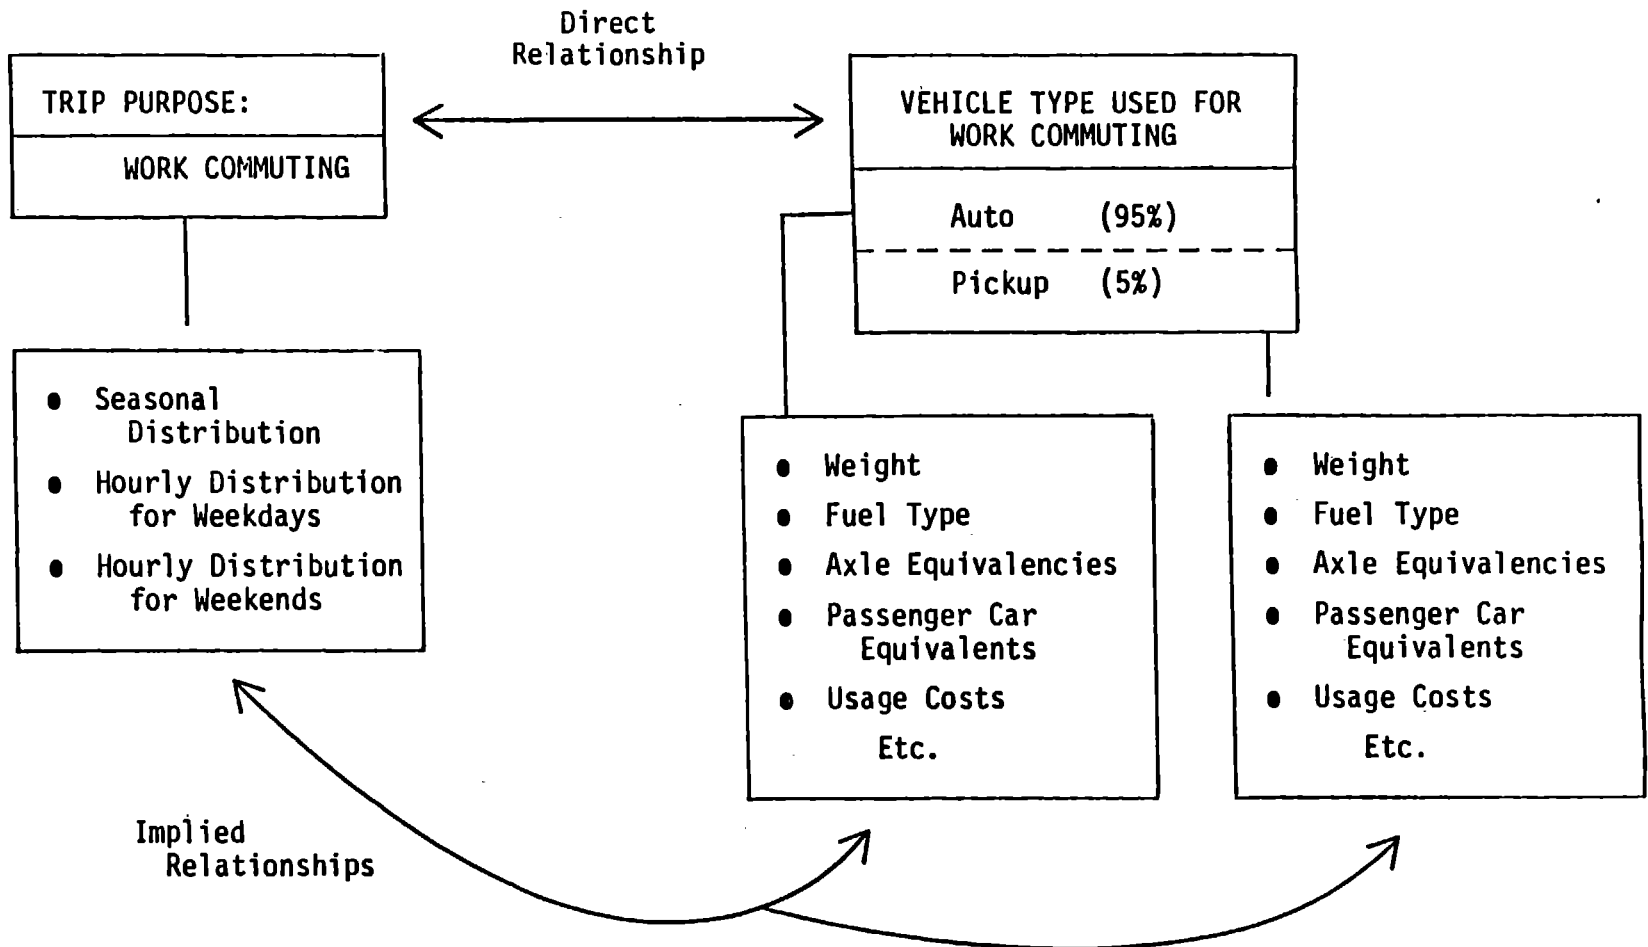 Direct
Relationship
TRIP PURPOSE:
WORK COMMUTING
VEHICLE TYPE USED FOR
WORK COMMUTING
Auto (95%)
Pickup (5%)
● Seasonal
Distribution
● Hourly Distribution
for Weekdays
● Hourly Distribution
for Weekends
● Weight
● Fuel Type
● Axle Equivalencies
● Passenger Car
Equivalents
● Usage Costs
Etc.
● Weight
● Fuel Type
● Axle Equivalencies
● Passenger Car
Equivalents
● Usage Costs
Etc.
Implied
Relationships